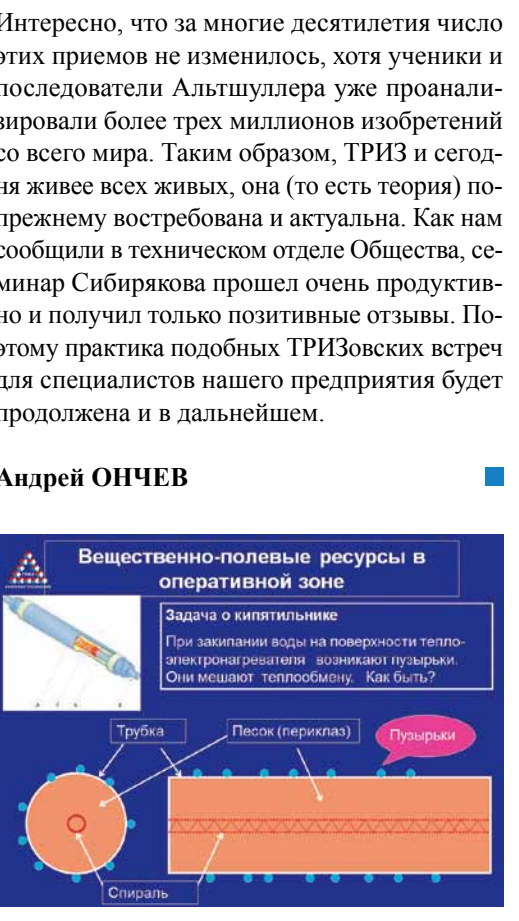 Интересно, что за многие десятилетия число
этих приемов не изменилось, хотя ученики и
последователи Альтшуллера уже проанали-
зировали более трех миллионов изобретений
со всего мира. Таким образом, ТРИЗ и сегод-
ня живее всех живых, она (то есть теория) по-
прежнему востребована и актуальна. Как нам
сообщили в техническом отделе Общества, се-
минар Сибирякова прошел очень продуктив-
но и получил только позитивные отзывы. По-
этому практика подобных ТРИЗовских встреч
для специалистов нашего предприятия будет
продолжена и в дальнейшем.
Андрей ОНЧЕВ
Вещественно-полевые ресурсы в
оперативной зоне
Задача о кипятильнике
При закипании воды на поверхности тепло-
электронагревателя возникают пузырьки.
Они мешают теплообмену. Как быть?
Трубка
Песок (периклаз)
Пузырьки
Спираль